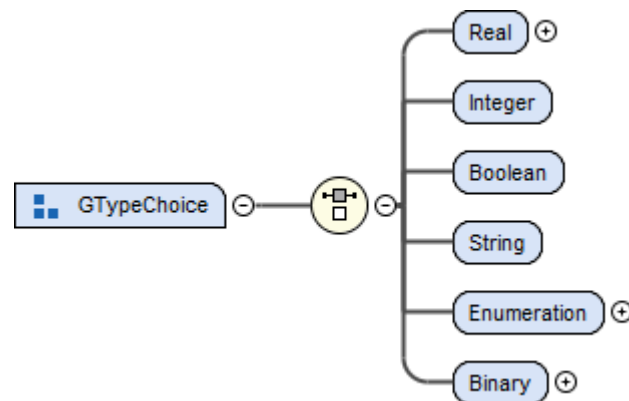 Real
Integer
Boolean
GTypeChoice
String
Enumeration
Binary